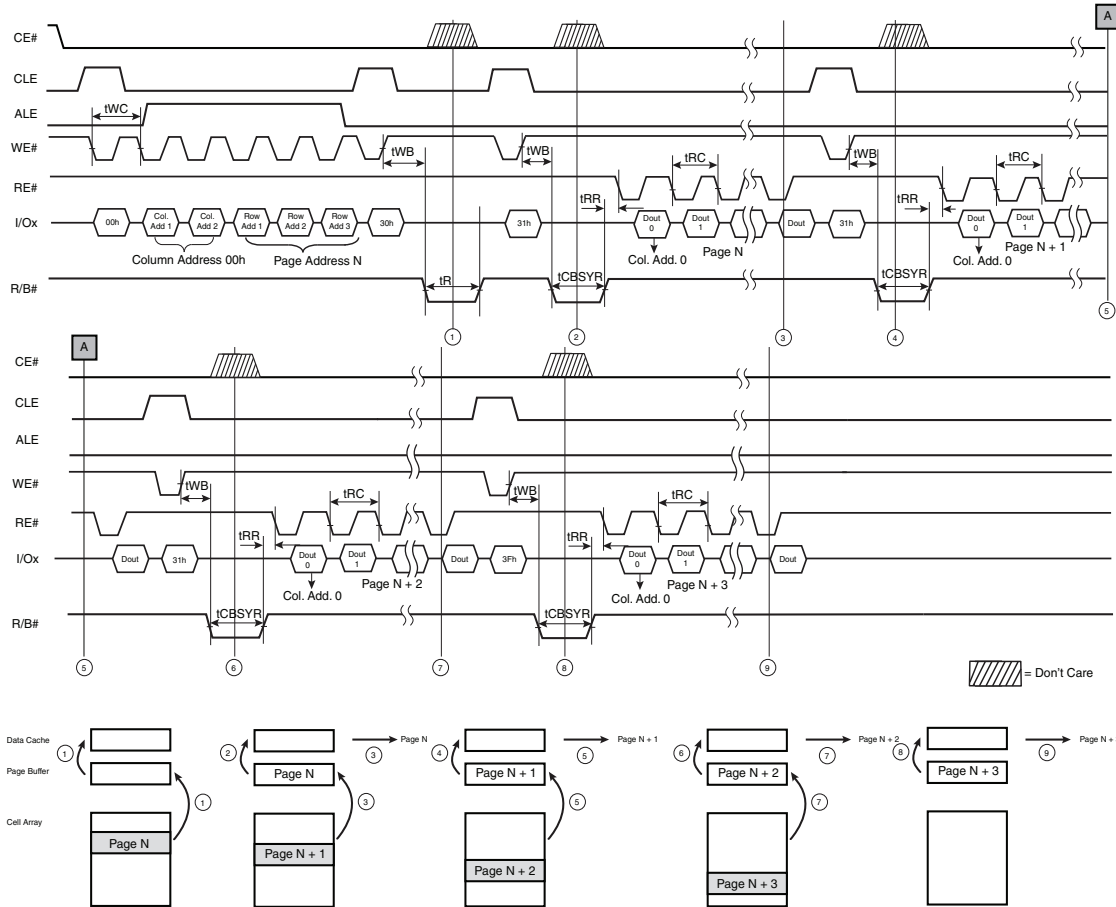 A
CE#
CLE
tWC
ALE
WE#
tWB
tWB
tWB
tRC
tRC
RE#
tRR
tRR
I/Ox
00h
Col. Add 1
Col. Add 2
Row Add 1
Row Add 2
Row Add 3
30h
31h
Dout 0
Dout 1
Page N
Dout
31h
Dout 0
Dout 1
Page N + 1
Column Address 00h
Page Address N
Col. Add. 0
Col. Add. 0
R/B#
tR
tCBSYR
tCBSYR
1
2
3
4
5
A
CE#
CLE
ALE
WE#
tWB
tWB
tRC
tRC
RE#
tRR
tRR
I/Ox
Dout
31h
Dout 0
Dout 1
Page N + 2
Dout
3Fh
Dout 0
Dout 1
Page N + 3
Dout
Col. Add. 0
Col. Add. 0
R/B#
tCBSYR
tCBSYR
5
6
7
8
9
= Don't Care
Data Cache
1
2
3
Page N
4
5
Page N + 1
6
7
Page N + 2
8
9
Page N +
Page Buffer
Page N
Page N + 1
Page N + 2
Page N + 3
1
3
5
7
Cell Array
Page N
Page N + 1
Page N + 2
Page N + 3